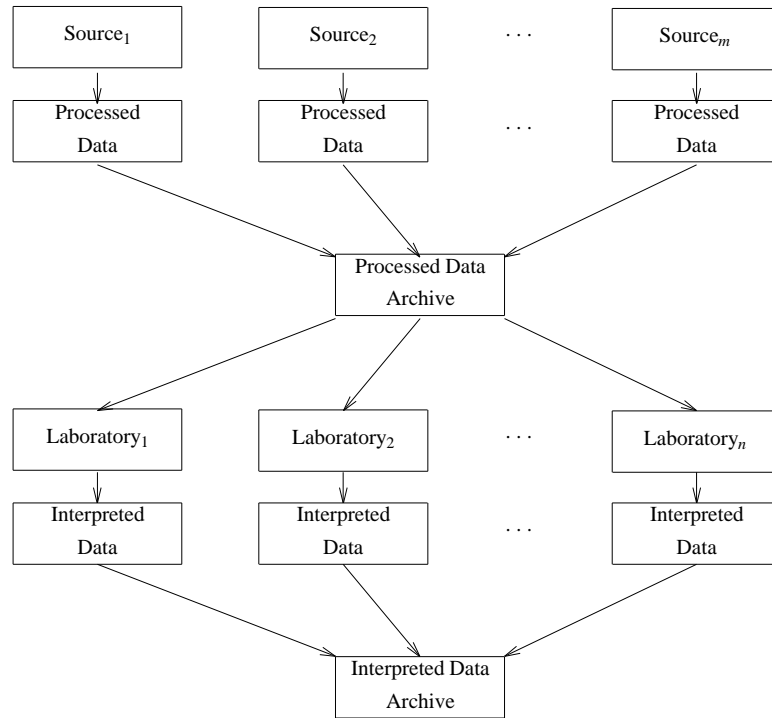 Source₁ Source₂ . . . Sourceₘ
Processed Processed . . . Processed
Data Data Data
Processed Data
Archive
Laboratory₁ Laboratory₂ . . . Laboratoryₙ
Interpreted Interpreted . . . Interpreted
Data Data Data
Interpreted Data
Archive